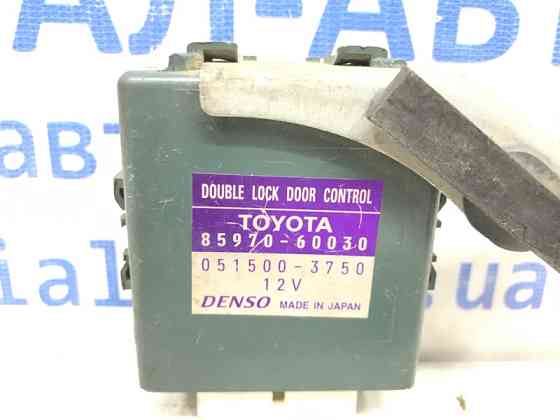 DOUBLE LOCK DOOR CONTROL
TOYOTA
85970-60030
051500-3750
12V
DENSO MADE IN JAPAN